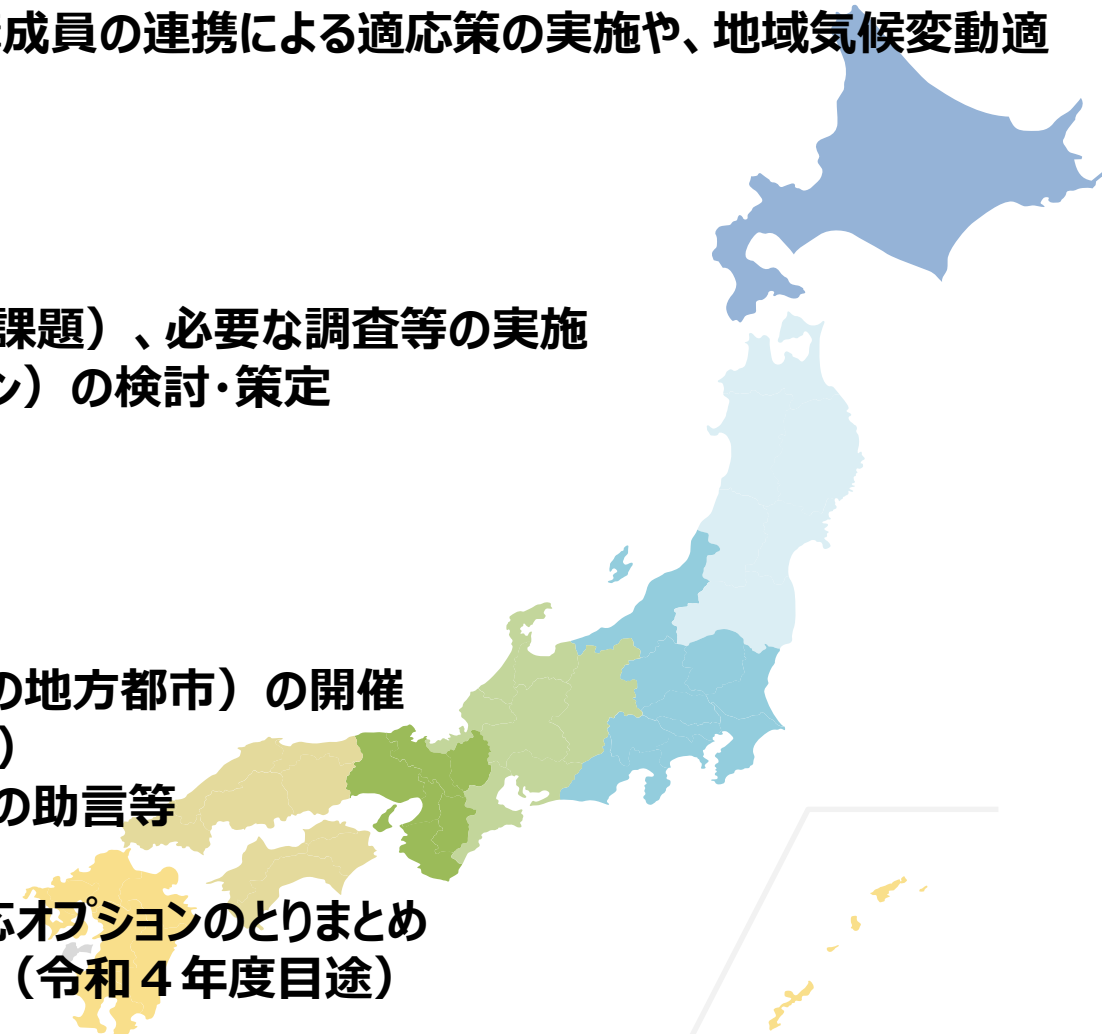 成員の連携による適応策の実施や、地域気候変動適
課題）、必要な調査等の実施
ン）の検討・策定
の地方都市）の開催
）
の助言等
応オプションのとりまとめ
（令和４年度目途）